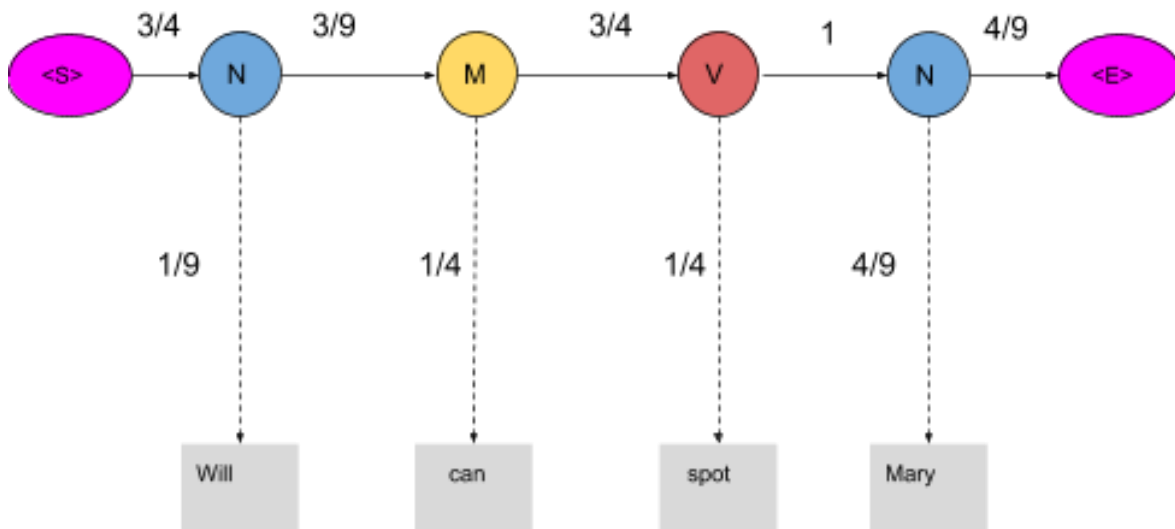 3/4 3/9 3/4 1 4/9
<S> N M V N <E>
1/9 1/4 1/4 4/9
Will can spot Mary